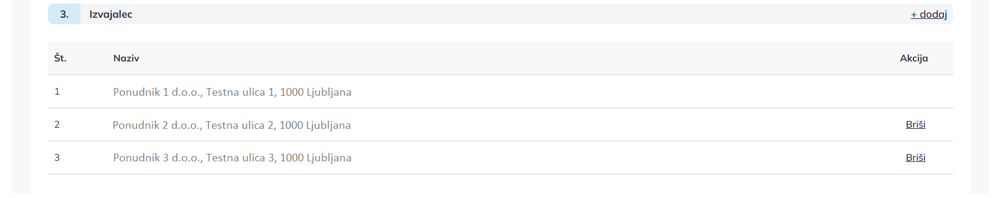 3. Izvajalec + dodaj
Št. Naziv Akcija
1 Ponudnik 1 d.o.o., Testna ulica 1, 1000 Ljubljana
2 Ponudnik 2 d.o.o., Testna ulica 2, 1000 Ljubljana Briši
3 Ponudnik 3 d.o.o., Testna ulica 3, 1000 Ljubljana Briši